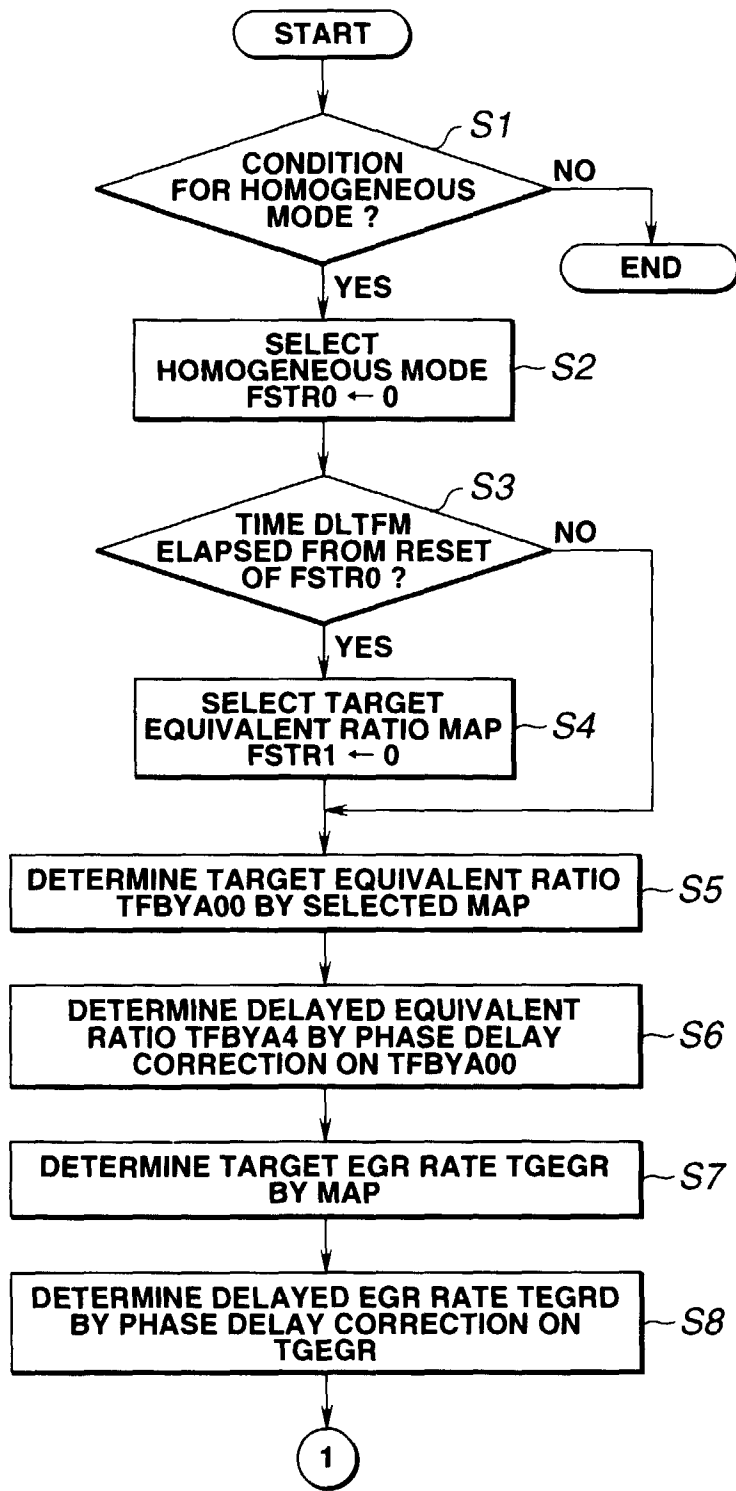 START
S1
CONDITION
FOR HOMOGENEOUS
MODE ?
NO
END
YES
SELECT
HOMOGENEOUS MODE
FSTR0 ← 0
S2
S3
TIME DLTFM
ELAPSED FROM RESET
OF FSTR0 ?
NO
YES
SELECT TARGET
EQUIVALENT RATIO MAP
FSTR1 ← 0
S4
DETERMINE TARGET EQUIVALENT RATIO
TFBYA00 BY SELECTED MAP
S5
DETERMINE DELAYED EQUIVALENT
RATIO TFBYA4 BY PHASE DELAY
CORRECTION ON TFBYA00
S6
DETERMINE TARGET EGR RATE TGEGR
BY MAP
S7
DETERMINE DELAYED EGR RATE TEGRD
BY PHASE DELAY CORRECTION ON
TGEGR
S8
1